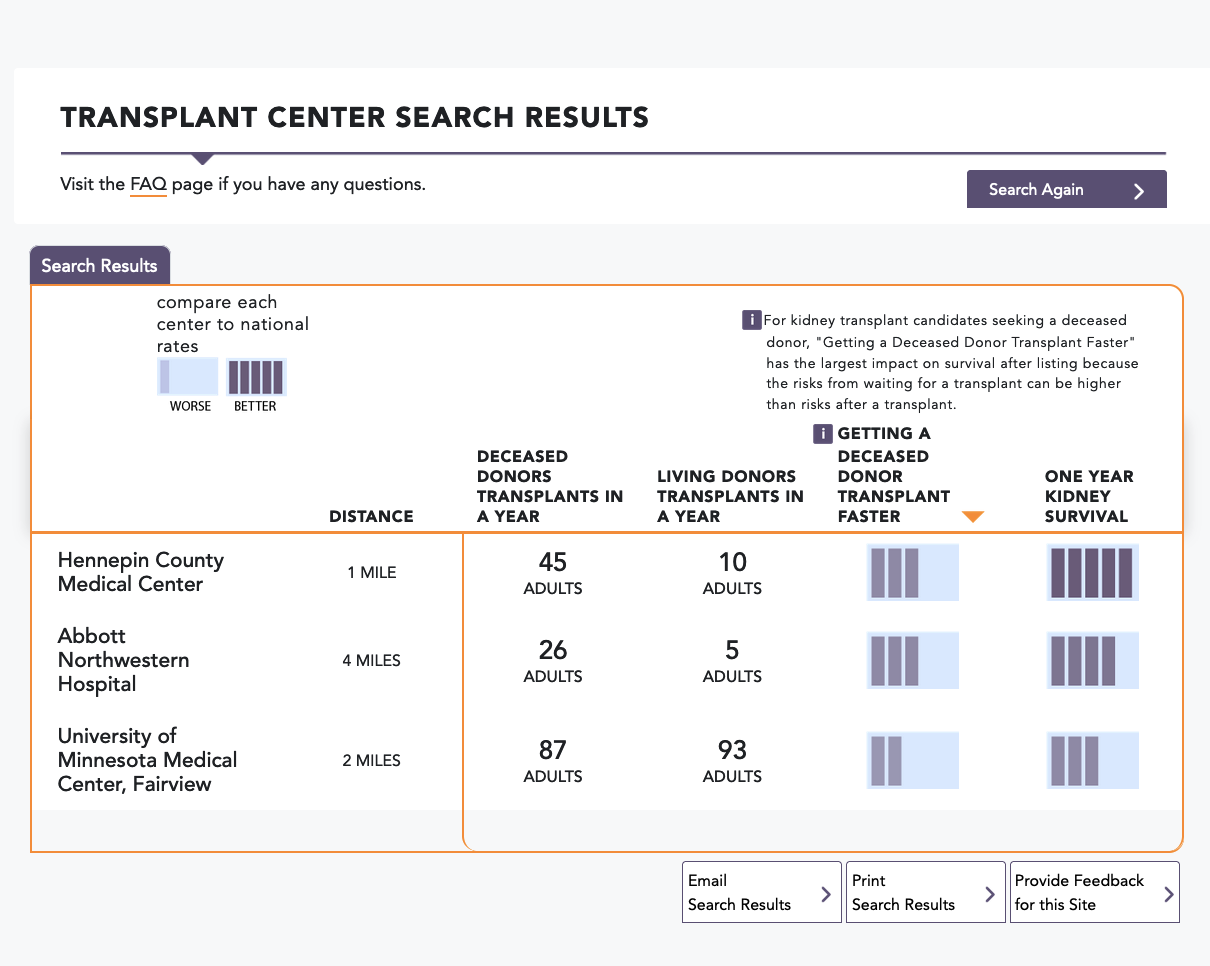 TRANSPLANT CENTER SEARCH RESULTS
Visit the FAQ page if you have any questions.
Search Again
Search Results
compare each
center to national
rates
WORSE BETTER
i For kidney transplant candidates seeking a deceased
donor, "Getting a Deceased Donor Transplant Faster"
has the largest impact on survival after listing because
the risks from waiting for a transplant can be higher
than risks after a transplant.
DISTANCE
DECEASED
DONORS
TRANSPLANTS IN
A YEAR
LIVING DONORS
TRANSPLANTS IN
A YEAR
i GETTING A
DECEASED
DONOR
TRANSPLANT
FASTER
ONE YEAR
KIDNEY
SURVIVAL
Hennepin County
Medical Center
1 MILE
45
ADULTS
10
ADULTS
Abbott
Northwestern
Hospital
4 MILES
26
ADULTS
5
ADULTS
University of
Minnesota Medical
Center, Fairview
2 MILES
87
ADULTS
93
ADULTS
Email
Search Results
Print
Search Results
Provide Feedback
for this Site